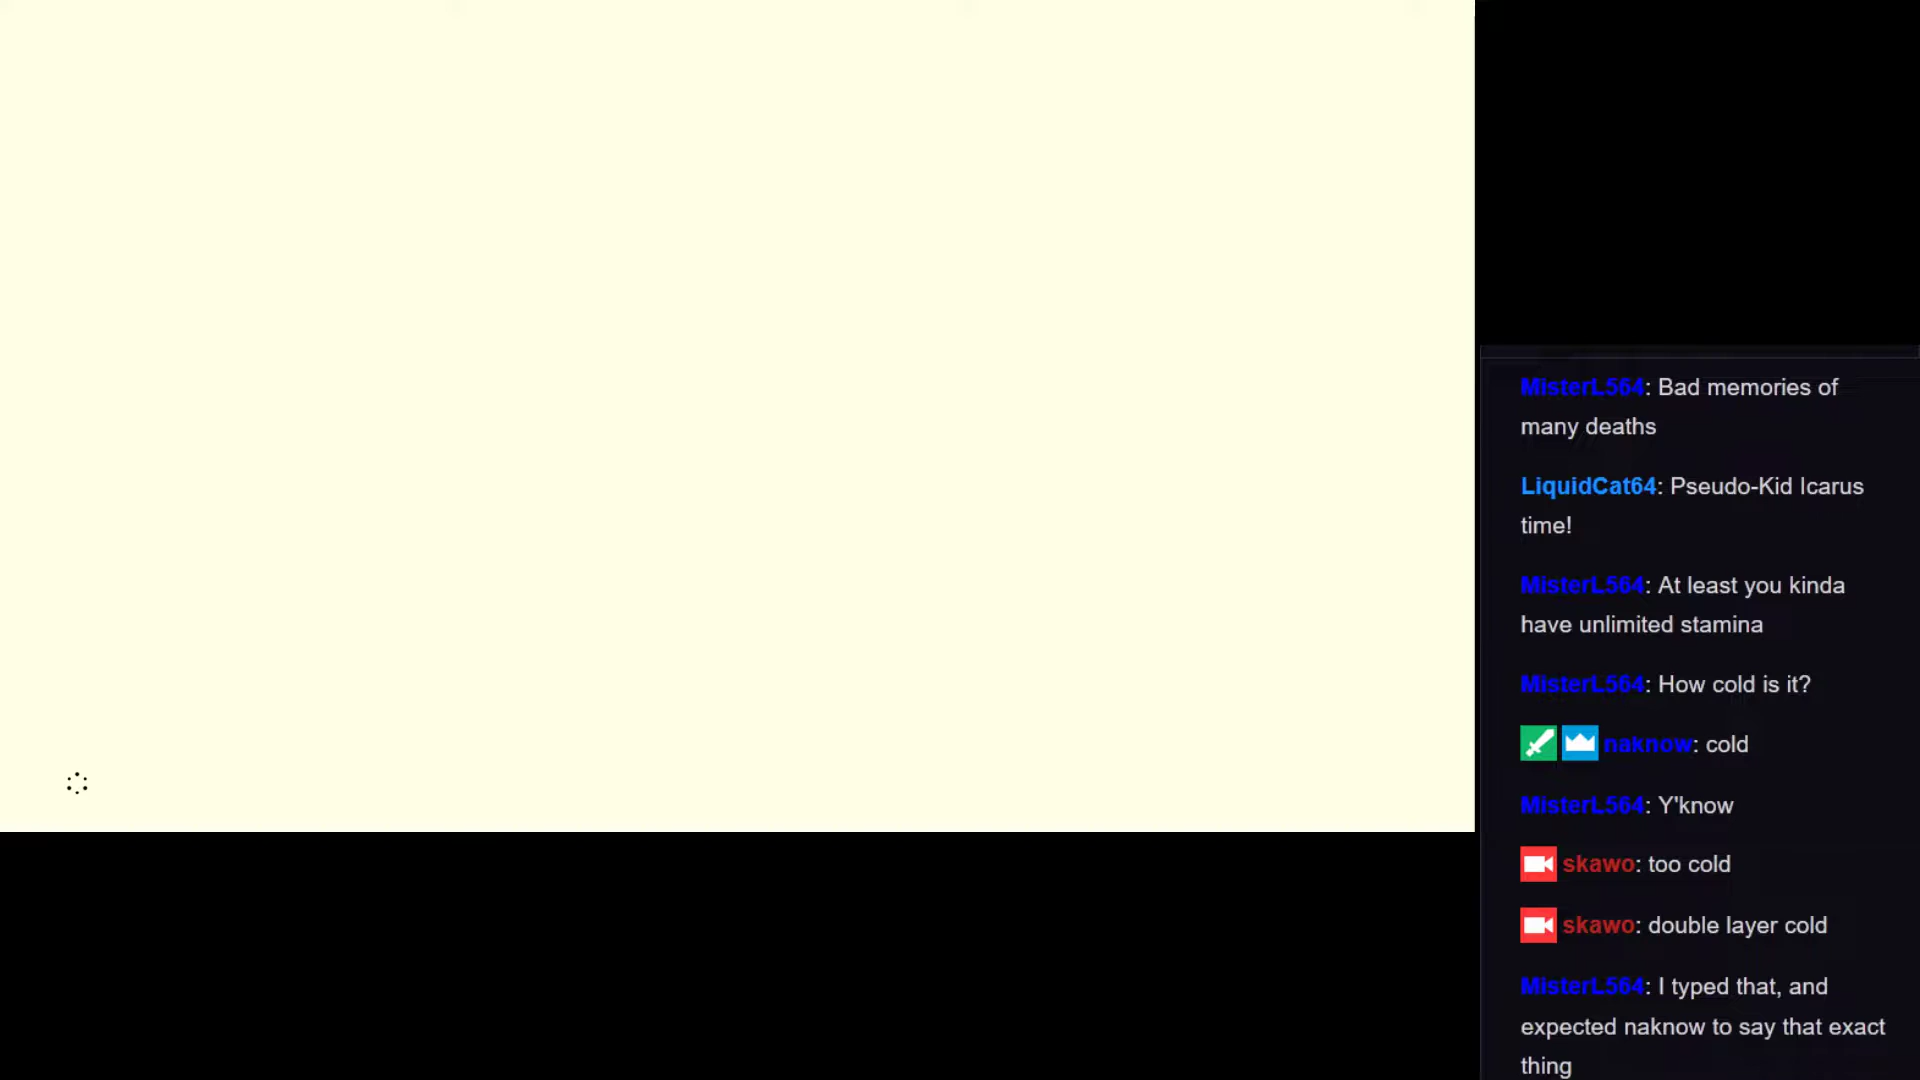 MisterL564: Bad memories of
many deaths
LiquidCat64: Pseudo-Kid Icarus
time!
MisterL564: At least you kinda
have unlimited stamina
MisterL564: How cold is it?
naknow: cold
MisterL564: Y'know
skawo: too cold
skawo: double layer cold
MisterL564: I typed that, and
expected naknow to say that exact
thing